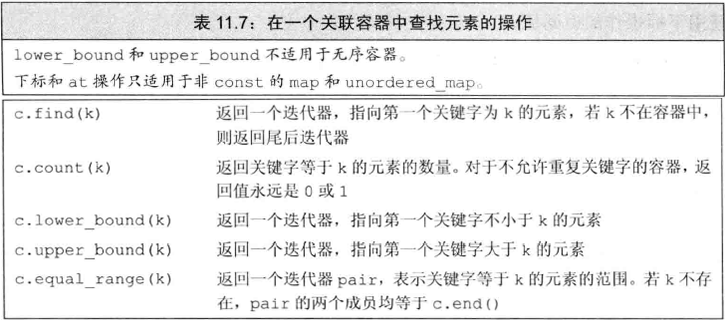 表 11.7：在一个关联容器中查找元素的操作
lower_bound 和 upper_bound 不适用于无序容器。
下标和 at 操作只适用于非 const 的 map 和 unordered_map。
c.find(k) 返回一个迭代器，指向第一个关键字为 k 的元素，若 k 不在容器中，
则返回尾后迭代器
c.count(k) 返回关键字等于 k 的元素的数量。对于不允许重复关键字的容器，返
回值永远是 0 或 1
c.lower_bound(k) 返回一个迭代器，指向第一个关键字不小于 k 的元素
c.upper_bound(k) 返回一个迭代器，指向第一个关键字大于 k 的元素
c.equal_range(k) 返回一个迭代器 pair，表示关键字等于 k 的元素的范围。若 k 不存
在，pair 的两个成员均等于 c.end()